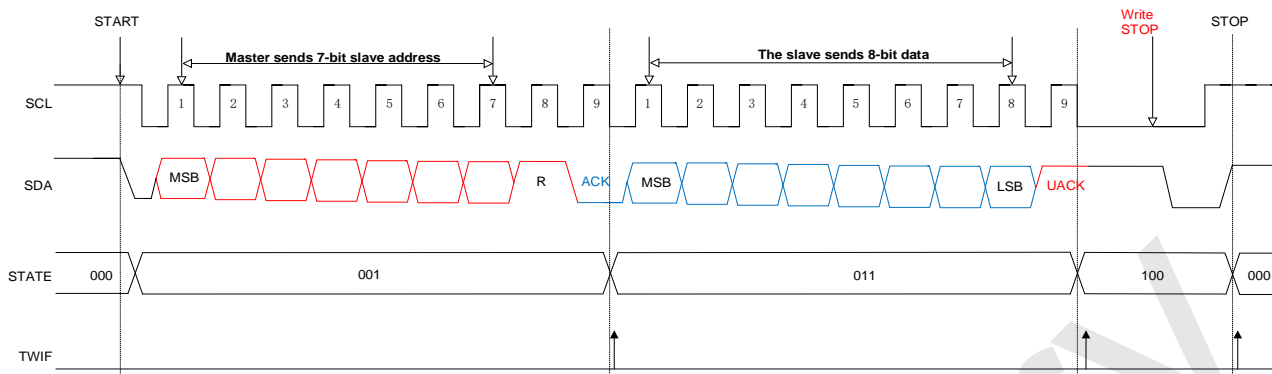 START
Write
STOP
STOP
Master sends 7-bit slave address
The slave sends 8-bit data
SCL 1 2 3 4 5 6 7 8 9 1 2 3 4 5 6 7 8 9
SDA MSB R ACK MSB LSB UACK
STATE 000 001 011 100 000
TWIF